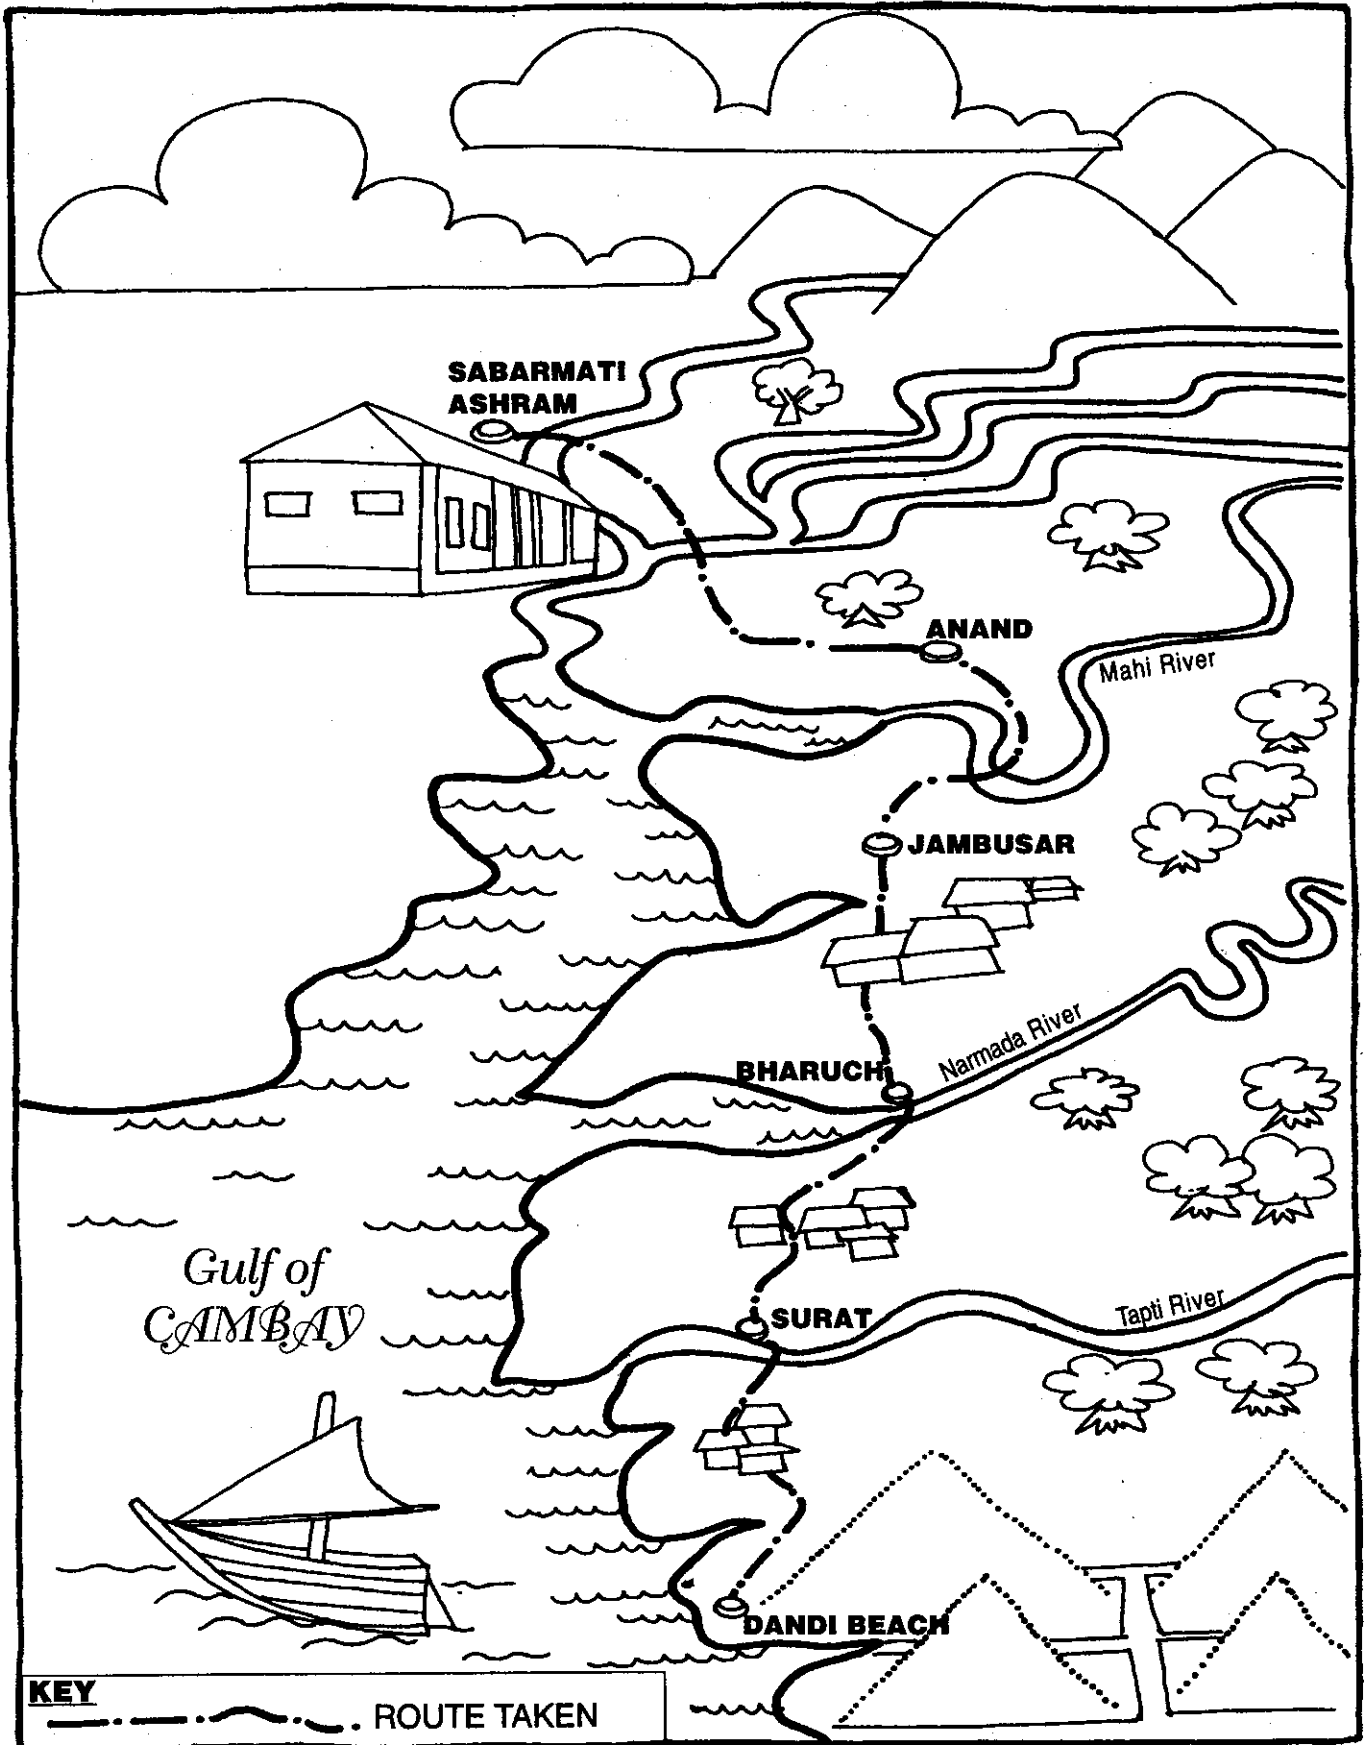 SABARMATI
ASHRAM
ANAND
Mahi River
JAMBUSAR
Narmada River
BHARUCH
Gulf of
CAMBAY
SURAT
Tapti River
DANDI BEACH
KEY
ROUTE TAKEN